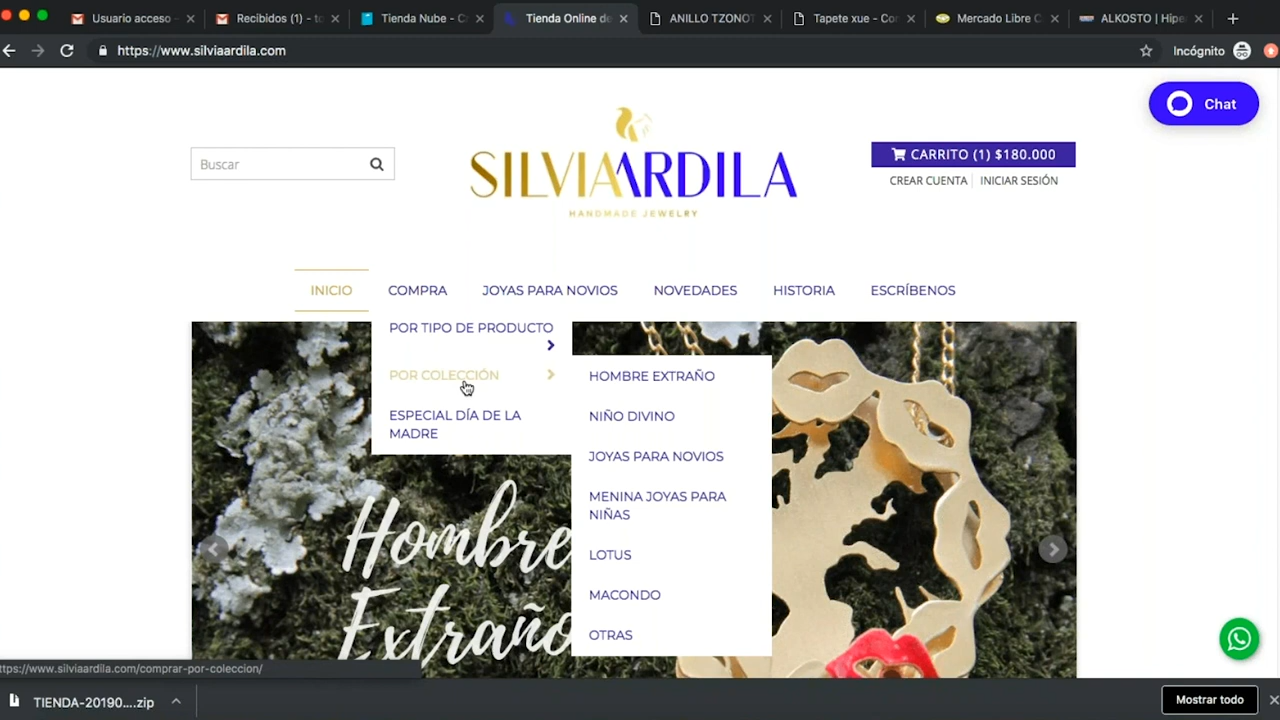 Usuario acceso -
Recibidos (1) - to
Tienda Nube - C
Tienda Online de
ANILLO TZONOT
Tapete xue - Cor
Mercado Libre C
ALKOSTO | Hipe
https://www.silviaardila.com
Incógnito
Chat
Buscar
SILVIAARDILA
HANDMADE JEWELRY
CARRITO (1) $180.000
CREAR CUENTA
INICIAR SESIÓN
INICIO
COMPRA
JOYAS PARA NOVIOS
NOVEDADES
HISTORIA
ESCRÍBENOS
POR TIPO DE PRODUCTO
POR COLECCIÓN
ESPECIAL DÍA DE LA
MADRE
HOMBRE EXTRAÑO
NIÑO DIVINO
JOYAS PARA NOVIOS
MENINA JOYAS PARA
NIÑAS
LOTUS
MACONDO
OTRAS
Hombre
Extraño
ttps://www.silviaardila.com/comprar-por-coleccion/
TIENDA-20190....zip
Mostrar todo